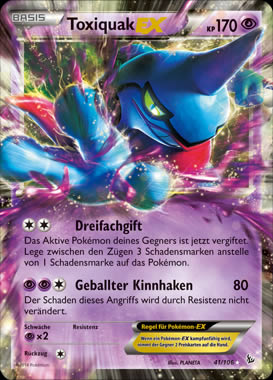 BASIS
Toxiquak EX KP170
Dreifachgift
Das Aktive Pokémon deines Gegners ist jetzt vergiftet.
Lege zwischen den Zügen 3 Schadensmarken anstelle
von 1 Schadensmarke auf das Pokémon.
Geballter Kinnhaken 80
Der Schaden dieses Angriffs wird durch Resistenz nicht
verändert.
Schwäche Resistenz
×2
Regel für Pokémon-EX
Wenn ein Pokémon-EX kampfunfähig wird,
nimmt der Gegner 2 Preiskarten auf die Hand.
Rückzug
Illus. PLANETA 41/106